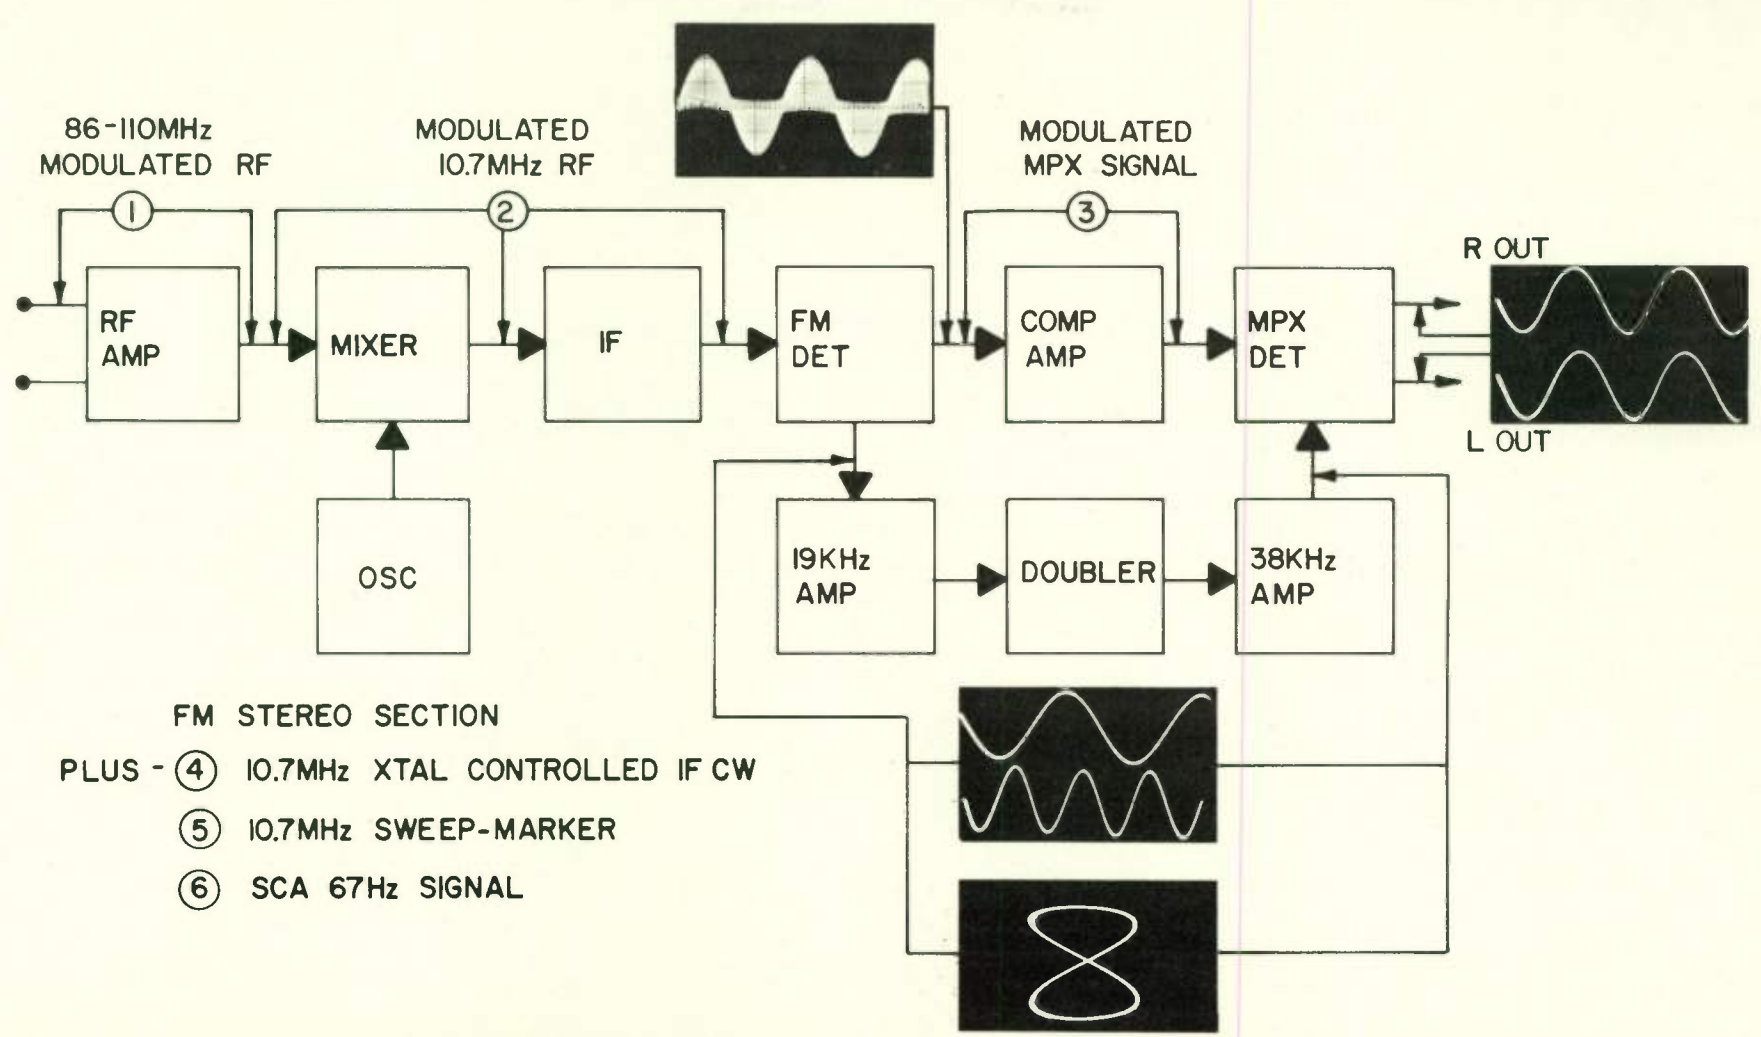 86-110MHz
MODULATED RF
1
MODULATED
10.7MHz RF
2
MODULATED
MPX SIGNAL
3
RF
AMP
MIXER
IF
FM
DET
COMP
AMP
MPX
DET
R OUT
L OUT
OSC
19KHz
AMP
DOUBLER
38KHz
AMP
FM STEREO SECTION
PLUS - 4 10.7MHz XTAL CONTROLLED IF CW
5 10.7MHz SWEEP-MARKER
6 SCA 67Hz SIGNAL